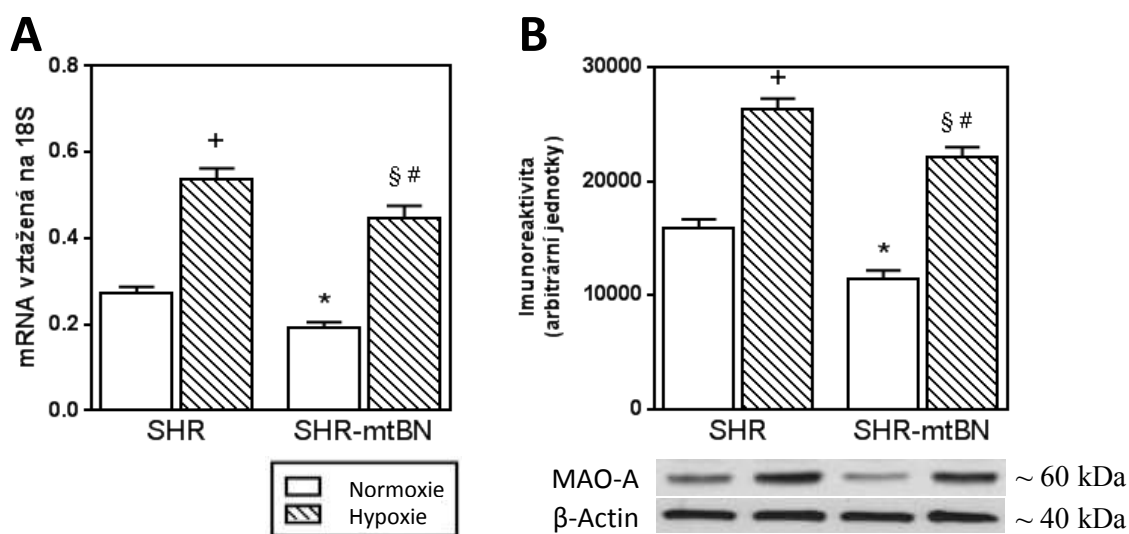 A
mRNA vztažená na 18S
0.8
0.6
0.4
0.2
0.0
+
*
§ #
SHR
SHR-mtBN
Normoxie
Hypoxie
B
Imunoreaktivita
(arbitrární jednotky)
30000
20000
10000
0
+
*
§ #
SHR
SHR-mtBN
MAO-A
~ 60 kDa
β-Actin
~ 40 kDa